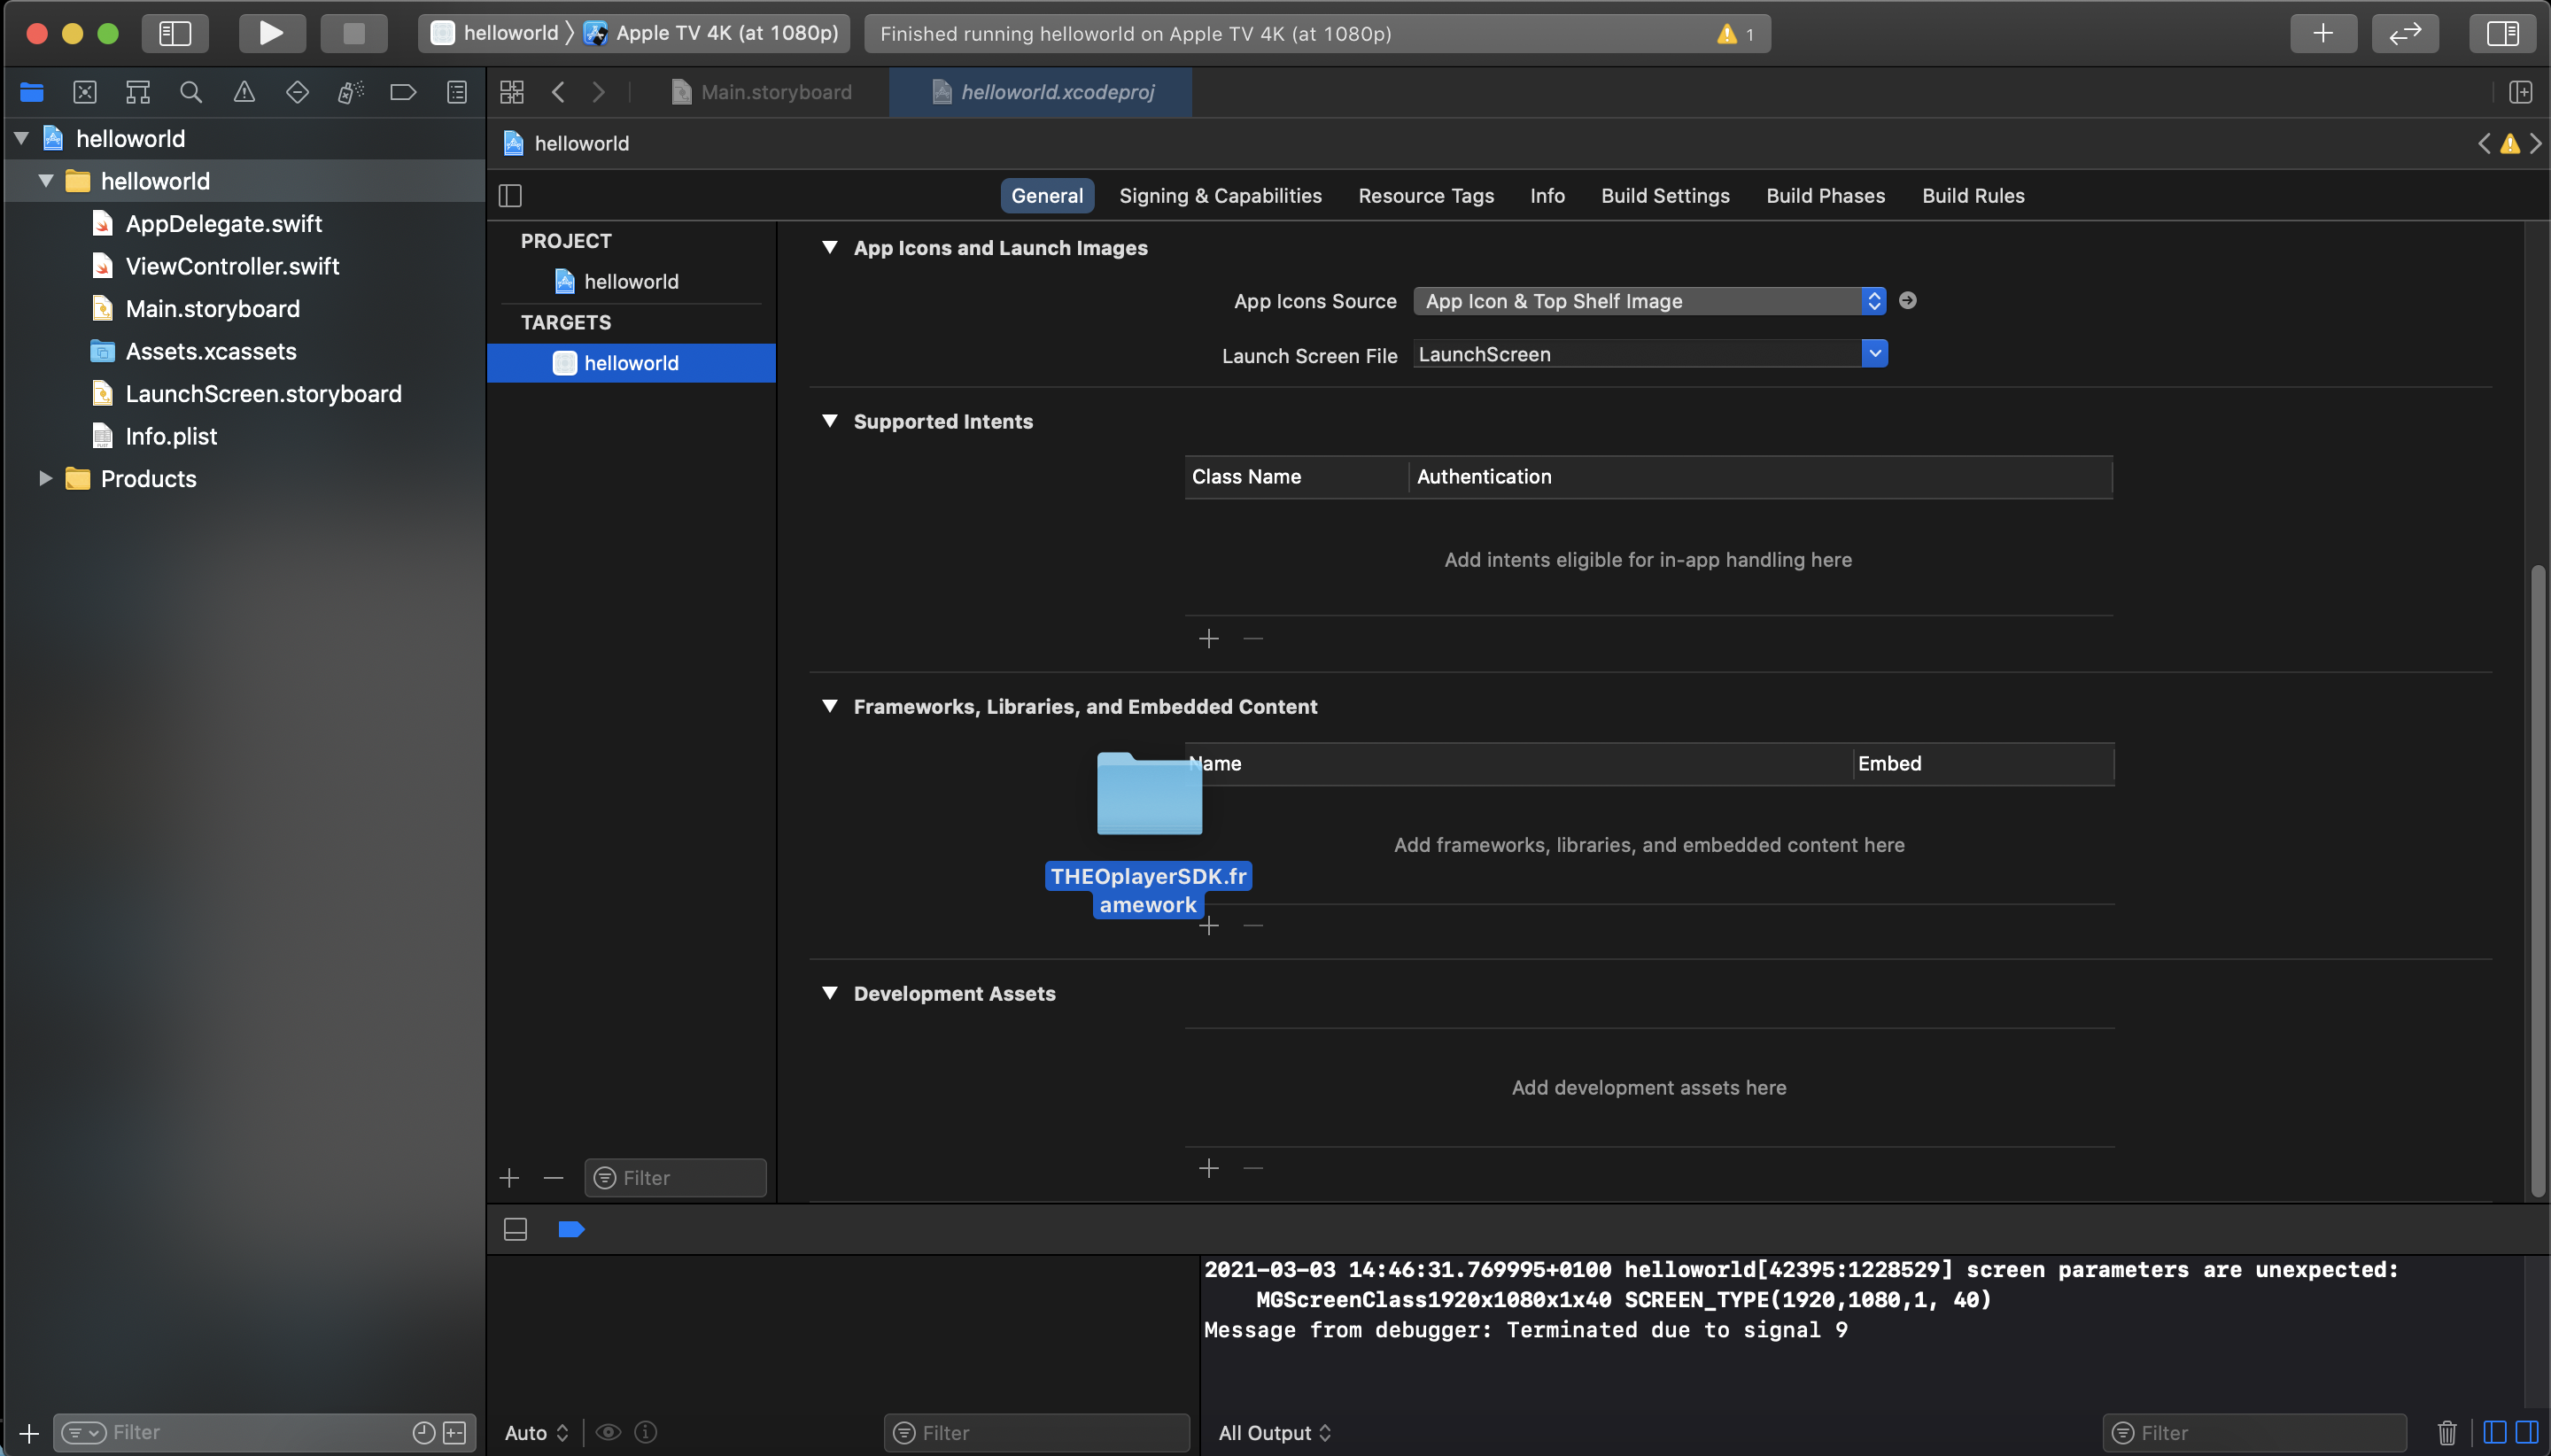 helloworld
Apple TV 4K (at 1080p)
Finished running helloworld on Apple TV 4K (at 1080p)
1
Main.storyboard
helloworld.xcodeproj
helloworld
helloworld
AppDelegate.swift
ViewController.swift
Main.storyboard
Assets.xcassets
LaunchScreen.storyboard
Info.plist
Products
helloworld
General
Signing & Capabilities
Resource Tags
Info
Build Settings
Build Phases
Build Rules
PROJECT
helloworld
TARGETS
helloworld
App Icons and Launch Images
App Icons Source
App Icon & Top Shelf Image
Launch Screen File
LaunchScreen
Supported Intents
Class Name
Authentication
Add intents eligible for in-app handling here
Frameworks, Libraries, and Embedded Content
Name
Embed
Add frameworks, libraries, and embedded content here
THEOplayerSDK.fr
amework
Development Assets
Add development assets here
Filter
2021-03-03 14:46:31.769995+0100 helloworld[42395:1228529] screen parameters are unexpected:
MGScreenClass1920x1080x1x40 SCREEN_TYPE(1920,1080,1, 40)
Message from debugger: Terminated due to signal 9
Filter
Auto
Filter
All Output
Filter